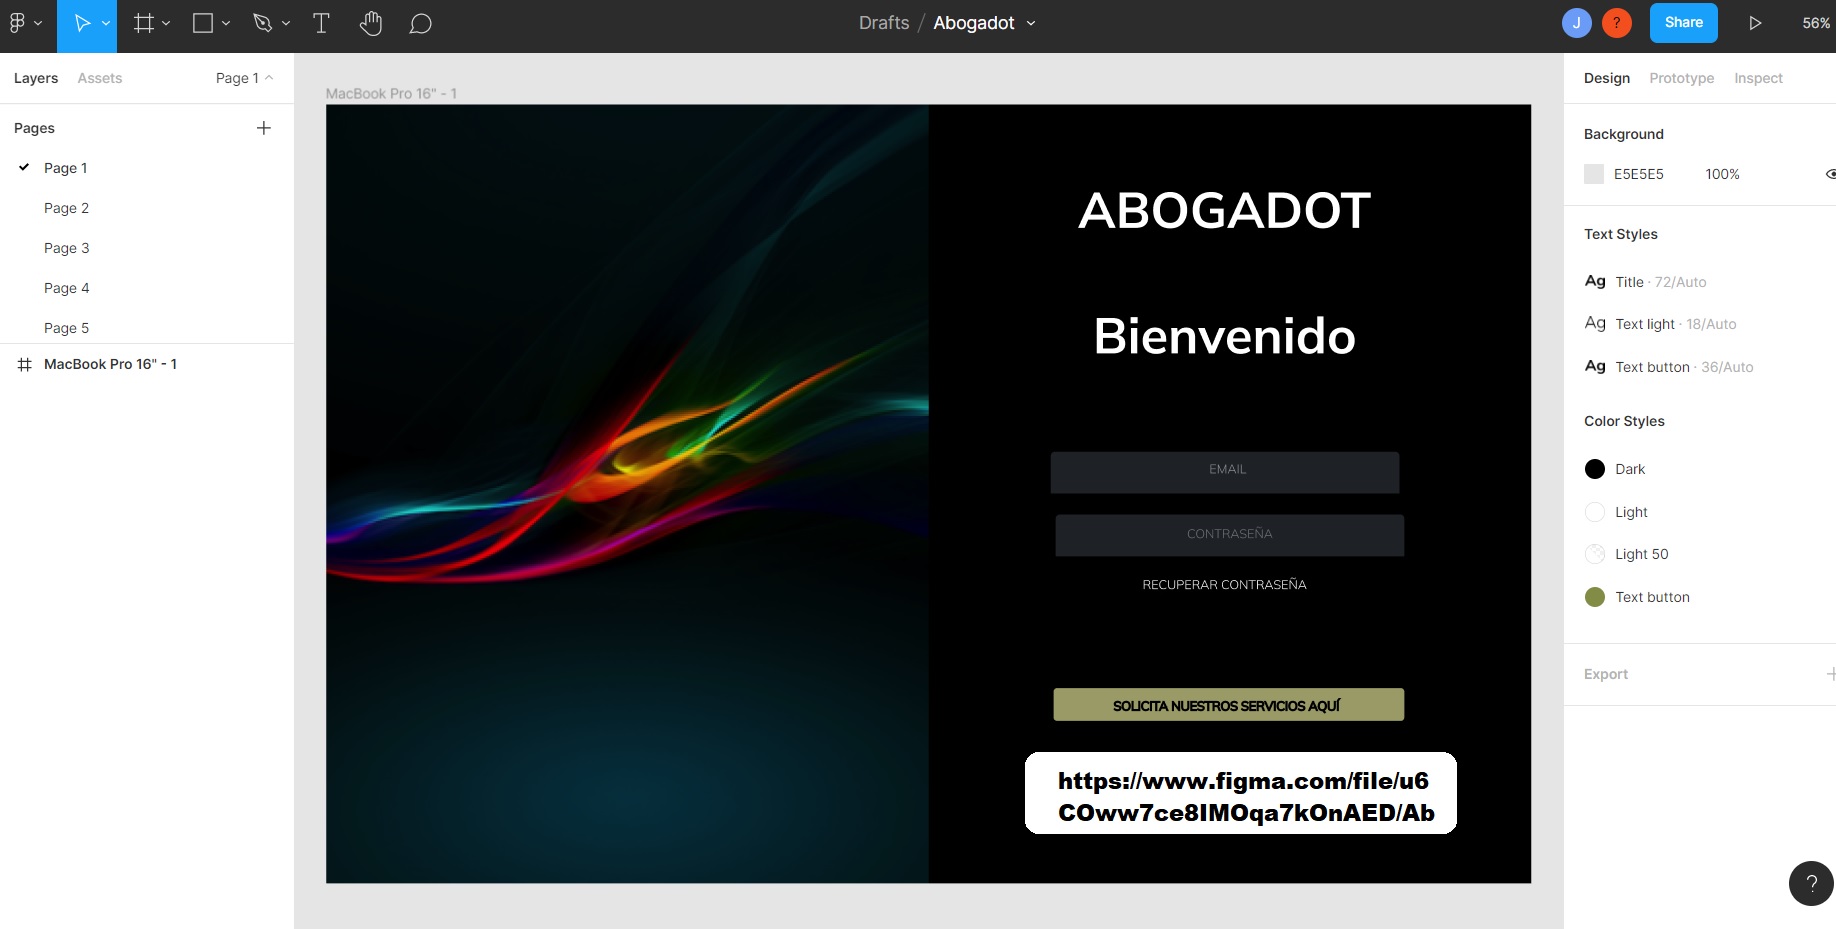 Drafts / Abogadot
J
?
Share
56%
Layers
Assets
Page 1
Pages
Page 1
Page 2
Page 3
Page 4
Page 5
MacBook Pro 16" - 1
MacBook Pro 16" - 1
ABOGADOT
Bienvenido
EMAIL
CONTRASEÑA
RECUPERAR CONTRASEÑA
SOLICITA NUESTROS SERVICIOS AQUÍ
https://www.figma.com/file/u6
COww7ce8IMOqa7kOnAED/Ab
Design
Prototype
Inspect
Background
E5E5E5 100%
Text Styles
Ag Title · 72/Auto
Ag Text light · 18/Auto
Ag Text button · 36/Auto
Color Styles
Dark
Light
Light 50
Text button
Export
?